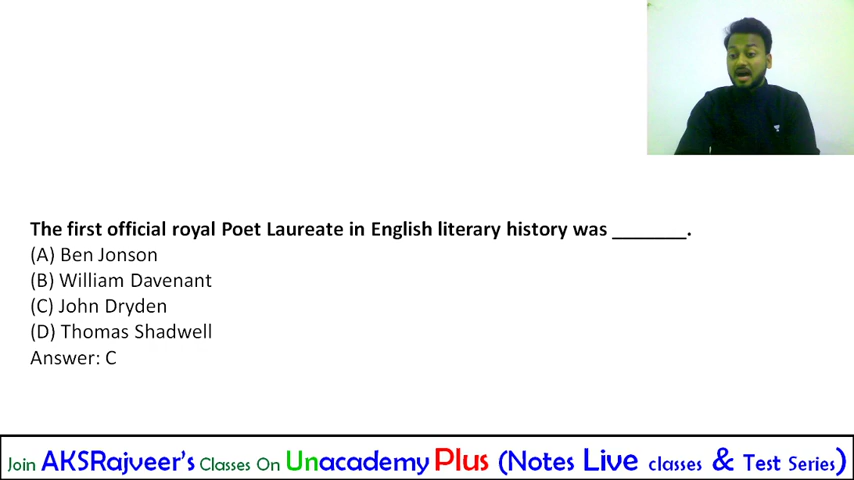 The first official royal Poet Laureate in English literary history was _______.
(A) Ben Jonson
(B) William Davenant
(C) John Dryden
(D) Thomas Shadwell
Answer: C
Join AKSRajveer's Classes On Unacademy Plus (Notes Live classes & Test Series)